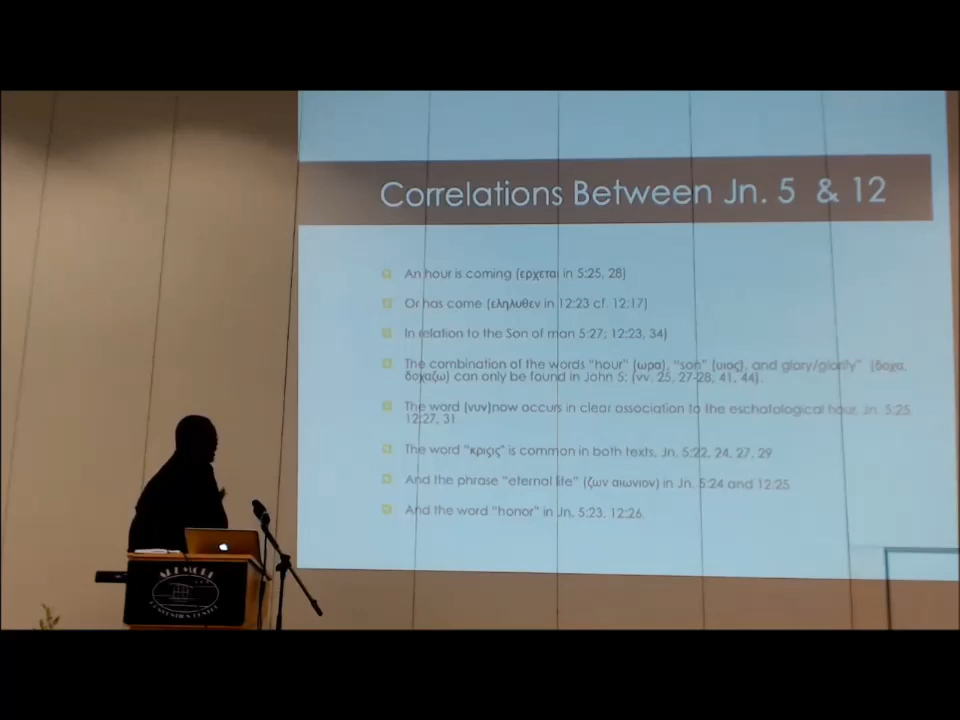 Correlations Between Jn. 5 & 12
An hour is coming (ερχεται in 5:25, 28)
Or has come (εληλυθεν in 12:23 cf. 12:17)
In relation to the Son of man 5:27; 12:23, 34)
The combination of the words "hour" (ωρα), "son" (υιος), and glory/glorify" (δοχα,
δοχαζω) can only be found in John 5: (vv. 25, 27-28, 41, 44).
The word (νυν)now occurs in clear association to the eschatological hour, Jn. 5:25
12:27, 31
The word "κρισις" is common in both texts, Jn. 5:22, 24, 27, 29
And the phrase "eternal life" (ζων αιωνιον) in Jn. 5:24 and 12:25
And the word "honor" in Jn. 5:23, 12:26.
CONVENTION CENTRE